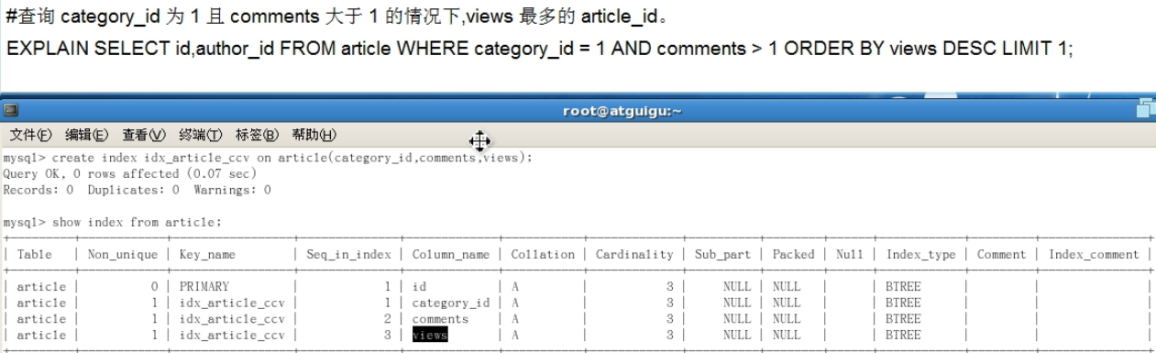 #查询 category_id 为 1 且 comments 大于 1 的情况下,views 最多的 article_id。
EXPLAIN SELECT id,author_id FROM article WHERE category_id = 1 AND comments > 1 ORDER BY views DESC LIMIT 1;
root@atguigu:~
文件(F) 编辑(E) 查看(V) 终端(T) 标签(B) 帮助(H)
mysql> create index idx_article_ccv on article(category_id,comments,views);
Query OK, 0 rows affected (0.07 sec)
Records: 0 Duplicates: 0 Warnings: 0
mysql> show index from article;
| Table | Non_unique | Key_name | Seq_in_index | Column_name | Collation | Cardinality | Sub_part | Packed | Null | Index_type | Comment | Index_comment |
| article | 0 | PRIMARY | 1 | id | A | 3 | NULL | NULL | | BTREE | | |
| article | 1 | idx_article_ccv | 1 | category_id | A | 3 | NULL | NULL | | BTREE | | |
| article | 1 | idx_article_ccv | 2 | comments | A | 3 | NULL | NULL | | BTREE | | |
| article | 1 | idx_article_ccv | 3 | views | A | 3 | NULL | NULL | | BTREE | | |